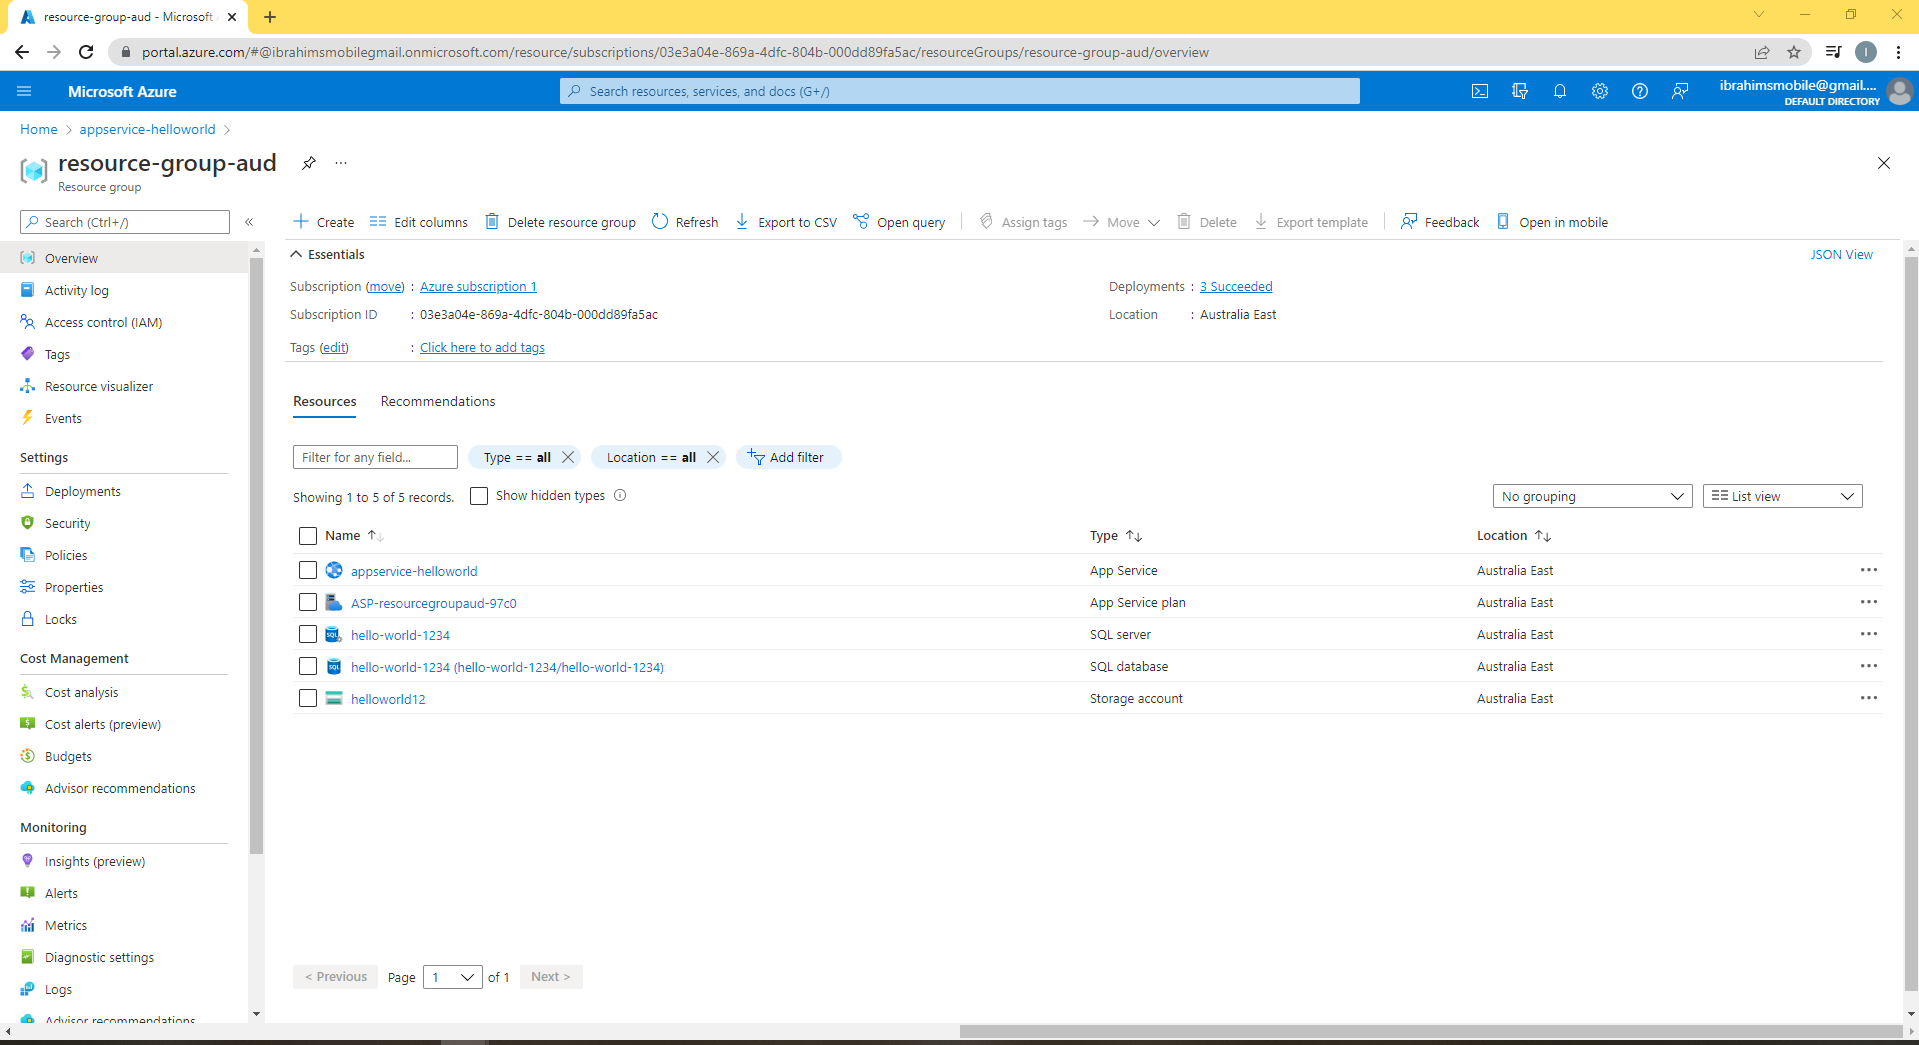 resource-group-aud - Microsoft
portal.azure.com/#@ibrahimsmobilegmail.onmicrosoft.com/resource/subscriptions/03e3a04e-869a-4dfc-804b-000dd89fa5ac/resourceGroups/resource-group-aud/overview
I
Microsoft Azure
Search resources, services, and docs (G+/)
ibrahimsmobile@gmail....
DEFAULT DIRECTORY
Home > appservice-helloworld >
resource-group-aud
Resource group
Search (Ctrl+/)
Overview
Activity log
Access control (IAM)
Tags
Resource visualizer
Events
Settings
Deployments
Security
Policies
Properties
Locks
Cost Management
Cost analysis
Cost alerts (preview)
Budgets
Advisor recommendations
Monitoring
Insights (preview)
Alerts
Metrics
Diagnostic settings
Logs
Advisor recommendations
Create Edit columns Delete resource group Refresh Export to CSV Open query Assign tags Move Delete Export template Feedback Open in mobile
Essentials JSON View
Subscription (move) : Azure subscription 1 Deployments : 3 Succeeded
Subscription ID : 03e3a04e-869a-4dfc-804b-000dd89fa5ac Location : Australia East
Tags (edit) : Click here to add tags
Resources Recommendations
Filter for any field... Type == all Location == all Add filter
Showing 1 to 5 of 5 records. Show hidden types No grouping List view
Name Type Location
appservice-helloworld App Service Australia East
ASP-resourcegroupaud-97c0 App Service plan Australia East
hello-world-1234 SQL server Australia East
hello-world-1234 (hello-world-1234/hello-world-1234) SQL database Australia East
helloworld12 Storage account Australia East
< Previous Page 1 of 1 Next >